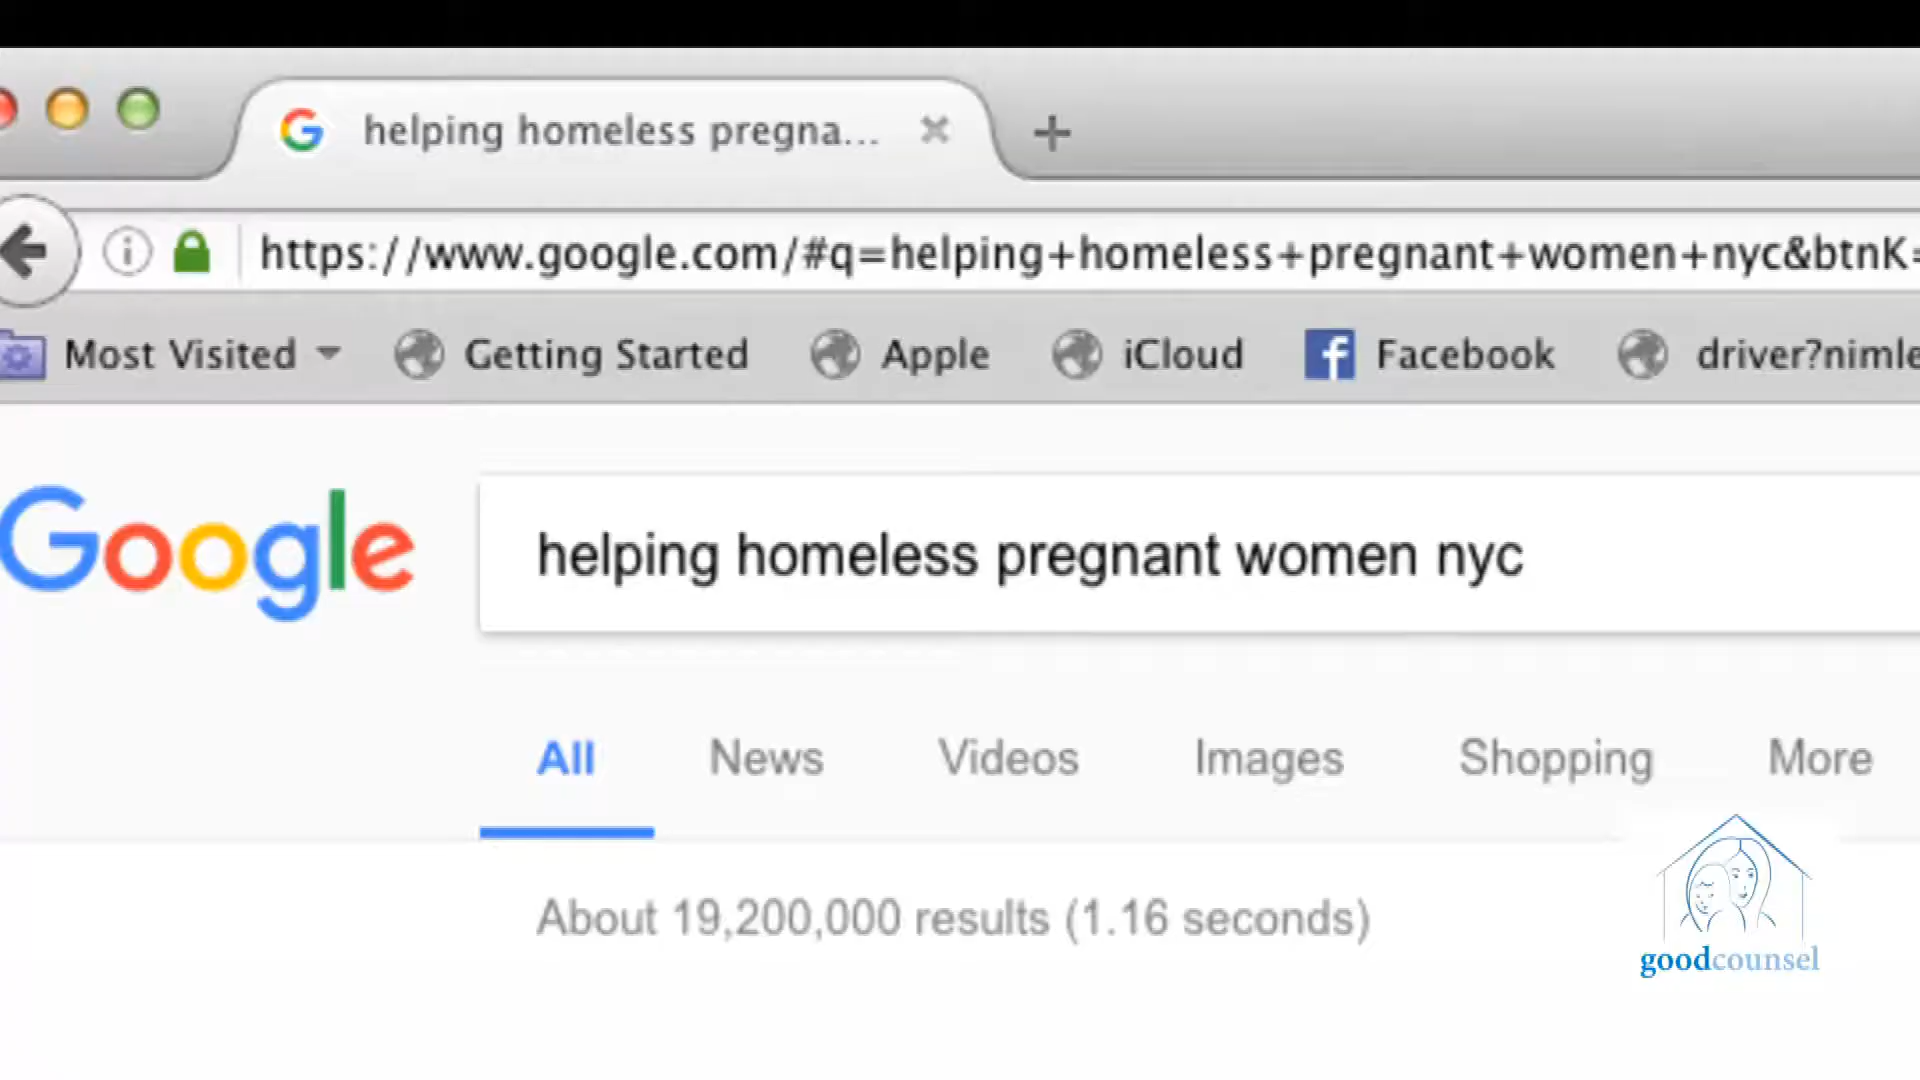 helping homeless pregna...
https://www.google.com/#q=helping+homeless+pregnant+women+nyc&btnK=
Most Visited Getting Started Apple iCloud Facebook driver?nimle
Google helping homeless pregnant women nyc
All News Videos Images Shopping More
About 19,200,000 results (1.16 seconds)
goodcounsel